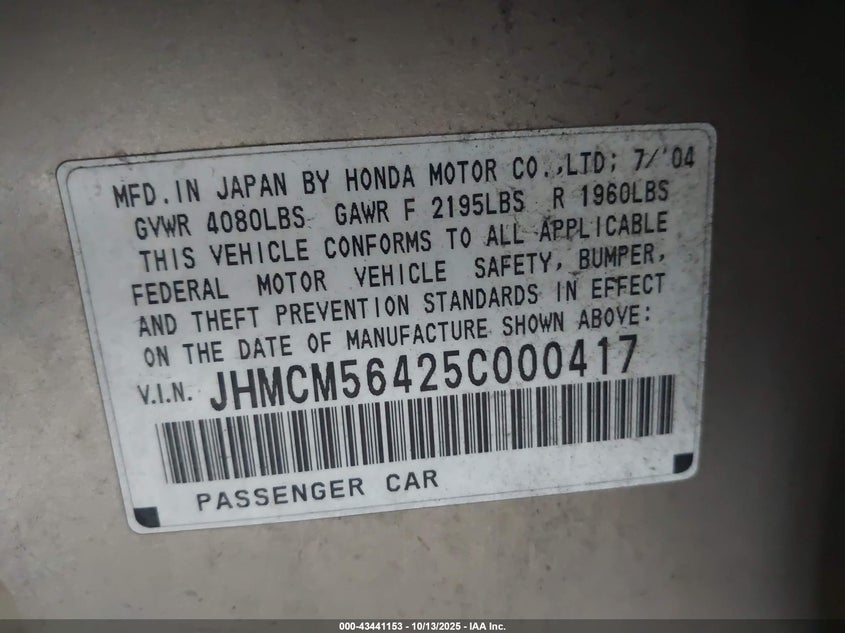 MFD. IN JAPAN BY HONDA MOTOR CO.,LTD; 7/'04
GVWR 4080LBS GAWR F 2195LBS R 1960LBS
THIS VEHICLE CONFORMS TO ALL APPLICABLE
FEDERAL MOTOR VEHICLE SAFETY, BUMPER,
AND THEFT PREVENTION STANDARDS IN EFFECT
ON THE DATE OF MANUFACTURE SHOWN ABOVE:
V.I.N. JHMCM56425C000417
PASSENGER CAR
000-43441153 - 10/13/2025 - IAA Inc.